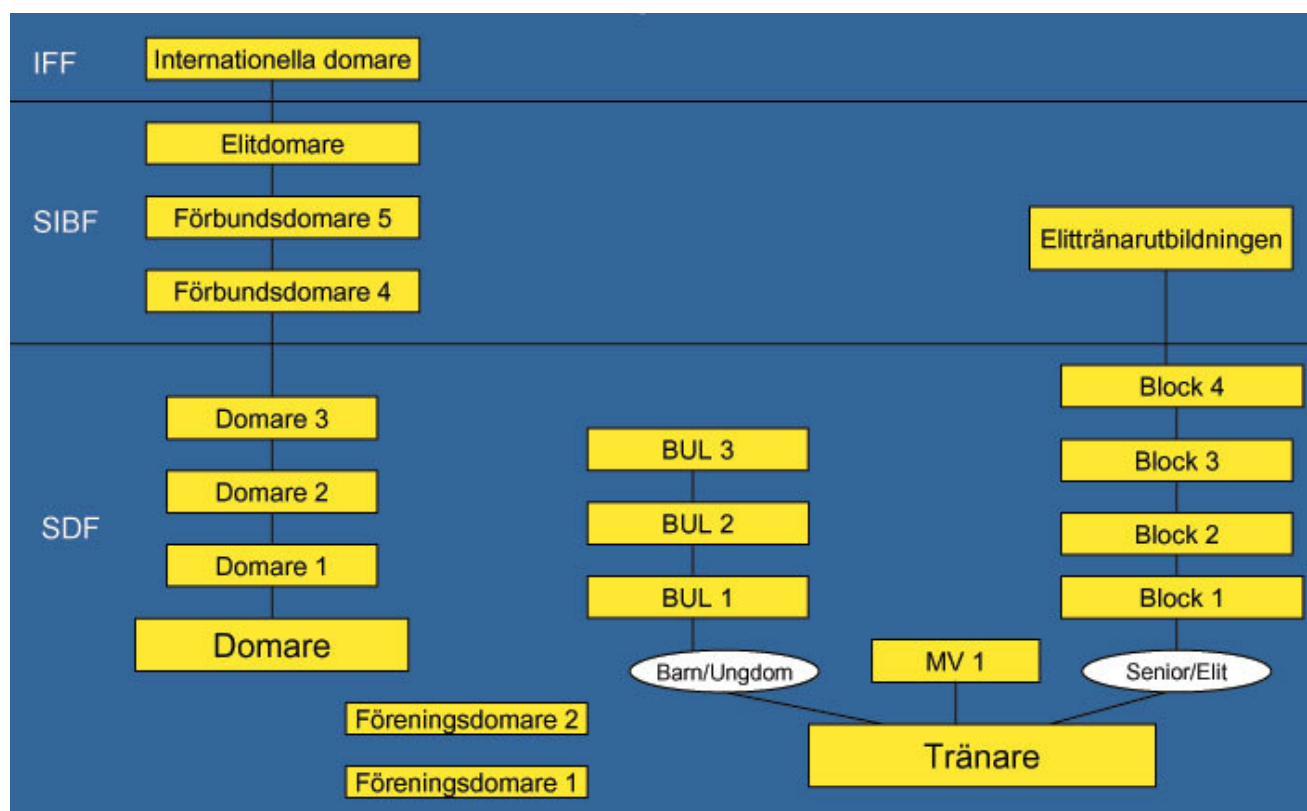 IFF
Internationella domare
Elitdomare
SIBF
Förbundsdomare 5
Elittränarutbildningen
Förbundsdomare 4
Block 4
Domare 3
BUL 3
Block 3
Domare 2
SDF
BUL 2
Block 2
Domare 1
BUL 1
Block 1
Domare
Barn/Ungdom
MV 1
Senior/Elit
Föreningsdomare 2
Tränare
Föreningsdomare 1